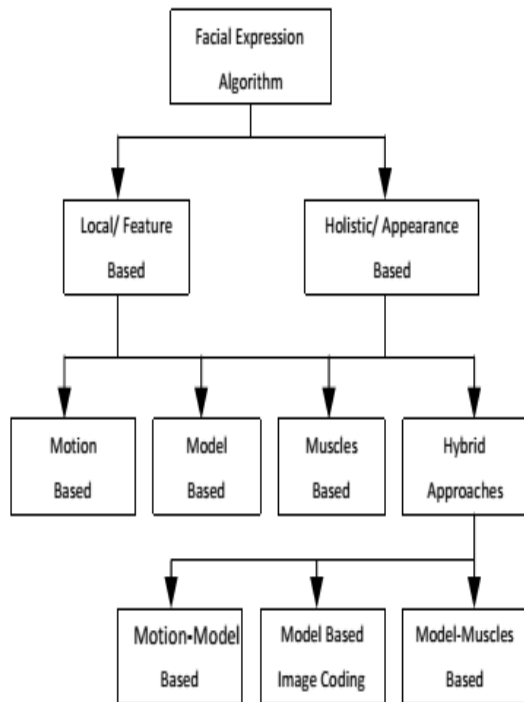 Facial Expression
Algorithm
Local/ Feature
Based
Holistic/ Appearance
Based
Motion
Based
Model
Based
Muscles
Based
Hybrid
Approaches
Motion-Model
Based
Model Based
Image Coding
Model-Muscles
Based